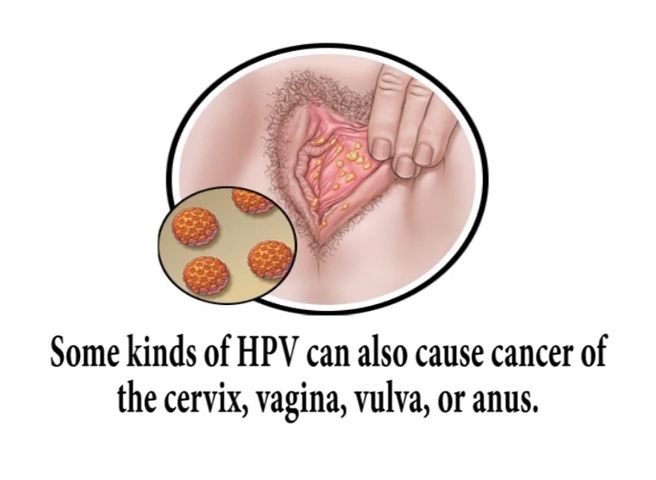 Some kinds of HPV can also cause cancer of
the cervix, vagina, vulva, or anus.